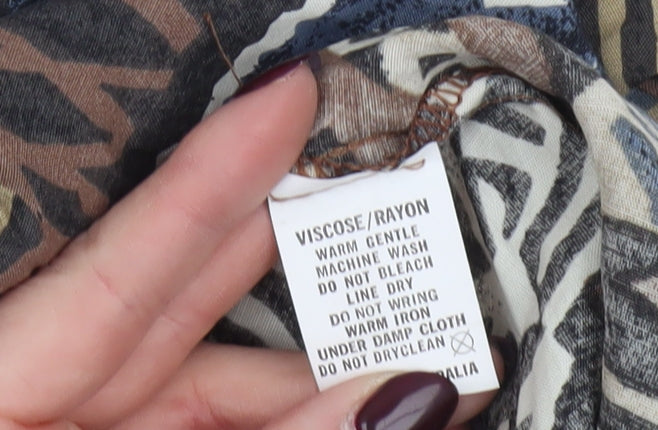 VISCOSE/RAYON
WARM GENTLE
MACHINE WASH
DO NOT BLEACH
LINE DRY
DO NOT WRING
WARM IRON
UNDER DAMP CLOTH
DO NOT DRYCLEAN